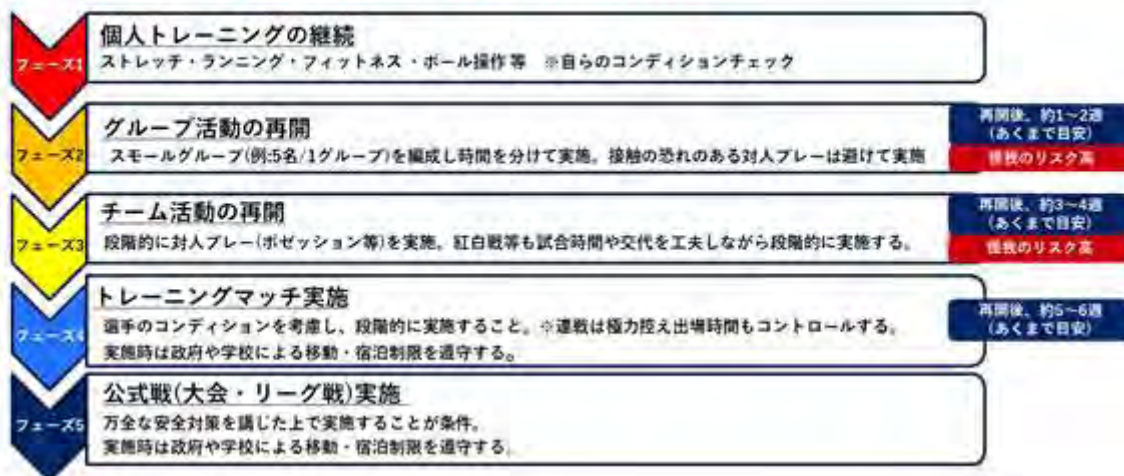 フェーズ1
個人トレーニングの継続
ストレッチ・ランニング・フィットネス・ボール操作等 ※自らのコンディションチェック
フェーズ2
グループ活動の再開
スモールグループ(例:5名/1グループ)を編成し時間を分けて実施。接触の恐れのある対人プレーは避けて実施
再開後、約1～2週
(あくまで目安)
怪我のリスク高
フェーズ3
チーム活動の再開
段階的に対人プレー(ポゼッション等)を実施。紅白戦等も試合時間や交代を工夫しながら段階的に実施する。
再開後、約3～4週
(あくまで目安)
怪我のリスク高
フェーズ4
トレーニングマッチ実施
選手のコンディションを考慮し、段階的に実施すること。※連戦は極力控え出場時間もコントロールする。
実施時は政府や学校による移動・宿泊制限を遵守する。
再開後、約5～6週
(あくまで目安)
フェーズ5
公式戦(大会・リーグ戦)実施
万全な安全対策を講じた上で実施することが条件。
実施時は政府や学校による移動・宿泊制限を遵守する。